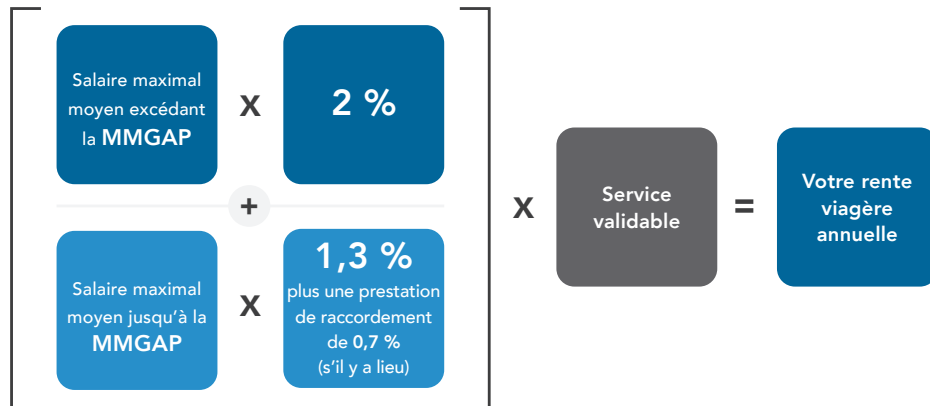 Salaire maximal
moyen excédant
la MMGAP
X
2 %
+
Salaire maximal
moyen jusqu’à la
MMGAP
X
1,3 %
plus une prestation
de raccordement
de 0,7 %
(s’il y a lieu)
X
Service
validable
=
Votre rente
viagère
annuelle